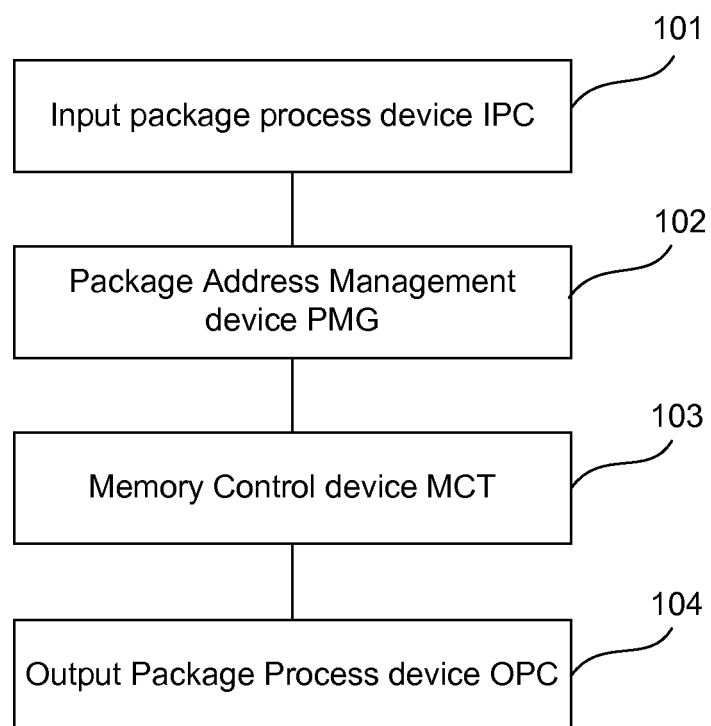 101
Input package process device IPC
102
Package Address Management
device PMG
103
Memory Control device MCT
104
Output Package Process device OPC